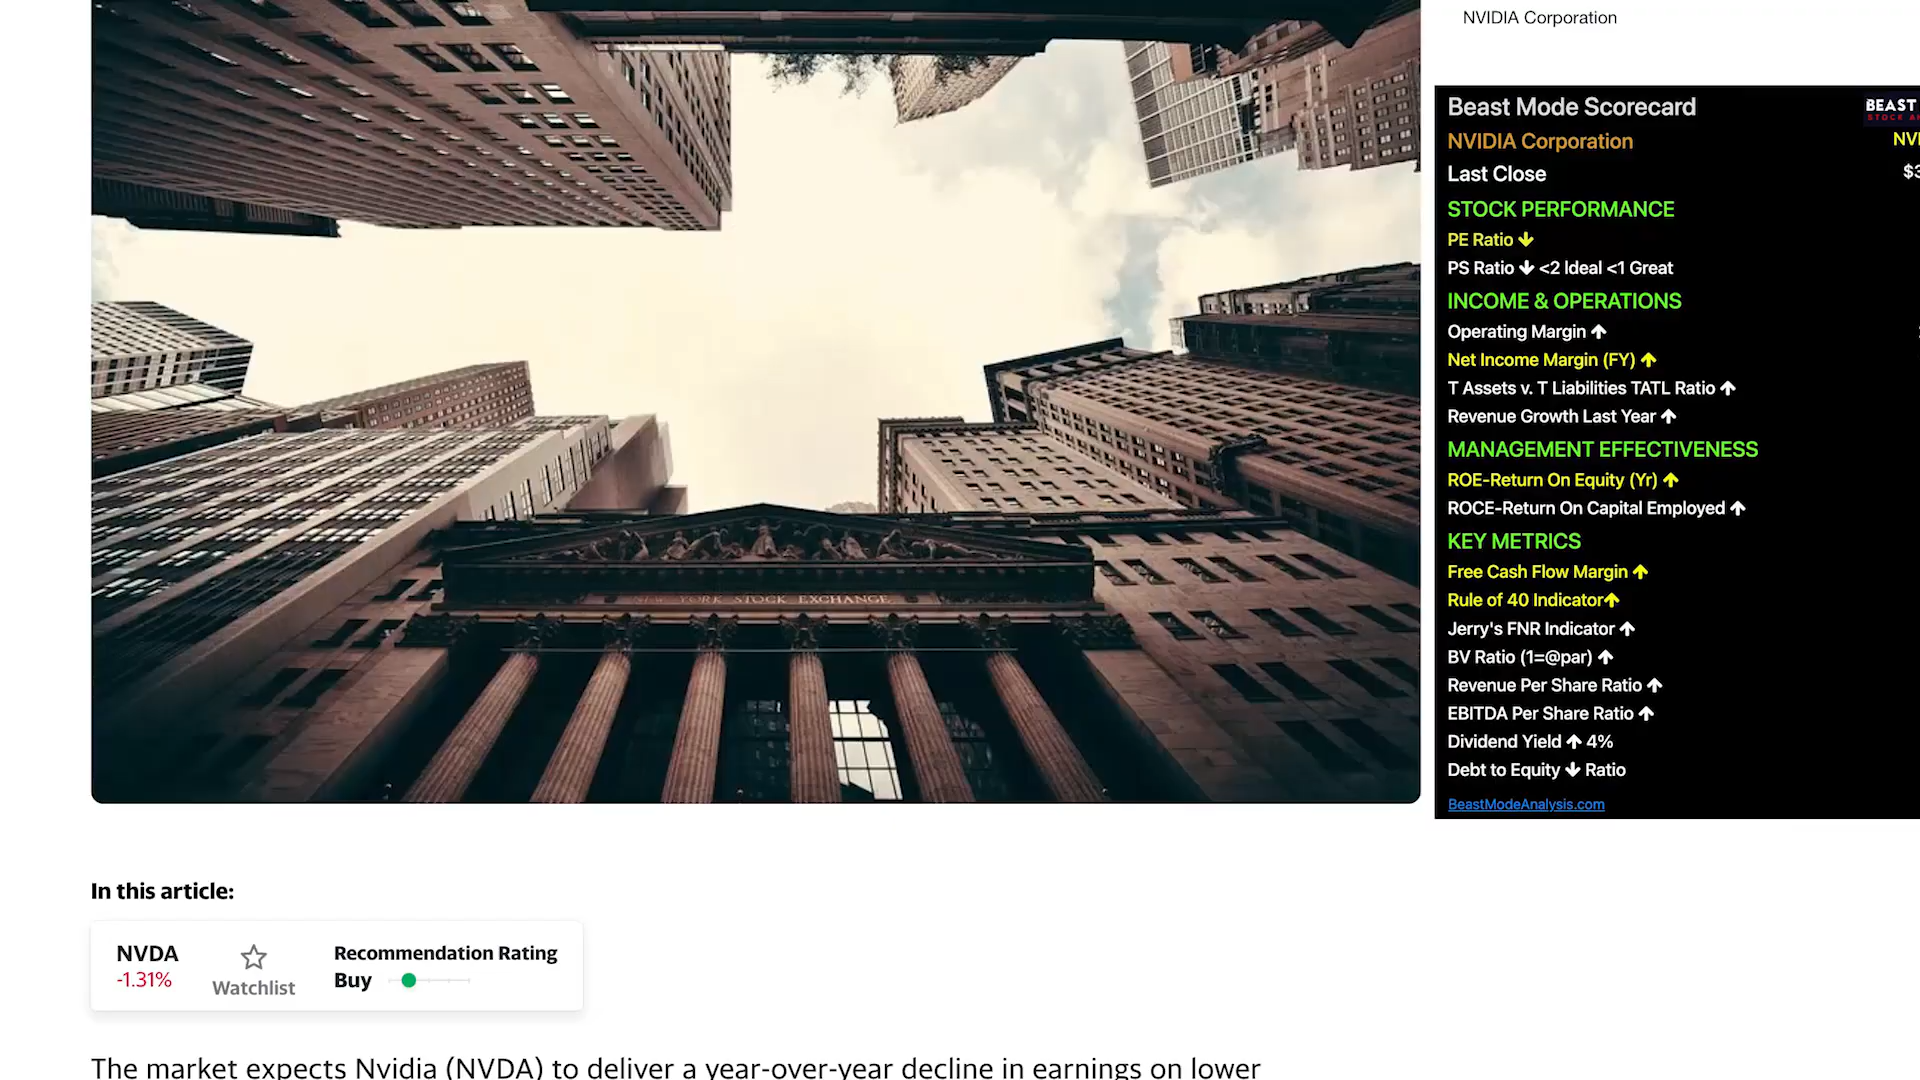 NVIDIA Corporation
Beast Mode Scorecard
BEAST
NVIDIA Corporation
Last Close
STOCK PERFORMANCE
PE Ratio ↓
PS Ratio ↓ <2 Ideal <1 Great
INCOME & OPERATIONS
Operating Margin ↑
Net Income Margin (FY) ↑
T Assets v. T Liabilities TATL Ratio ↑
Revenue Growth Last Year ↑
MANAGEMENT EFFECTIVENESS
ROE-Return On Equity (Yr) ↑
ROCE-Return On Capital Employed ↑
KEY METRICS
Free Cash Flow Margin ↑
Rule of 40 Indicator↑
Jerry's FNR Indicator ↑
BV Ratio (1=@par) ↑
Revenue Per Share Ratio ↑
EBITDA Per Share Ratio ↑
Dividend Yield ↑ 4%
Debt to Equity ↓ Ratio
BeastModeAnalysis.com
NEW YORK STOCK EXCHANGE
In this article:
NVDA
-1.31%
Watchlist
Recommendation Rating
Buy
The market expects Nvidia (NVDA) to deliver a year-over-year decline in earnings on lower